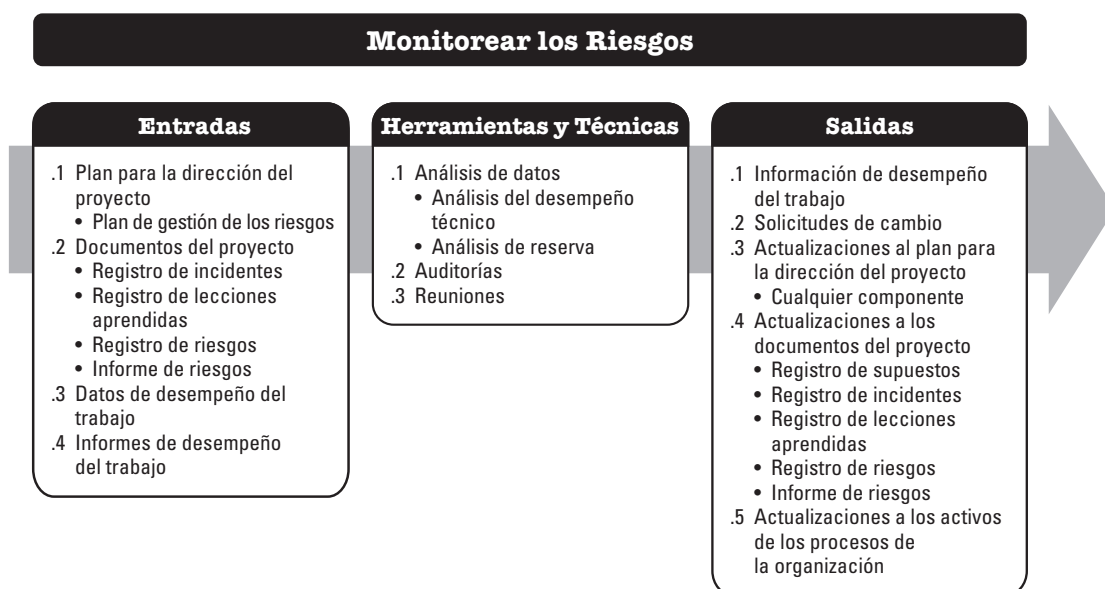 Monitorear los Riesgos
Entradas
.1 Plan para la dirección del
proyecto
• Plan de gestión de los riesgos
.2 Documentos del proyecto
• Registro de incidentes
• Registro de lecciones
aprendidas
• Registro de riesgos
• Informe de riesgos
.3 Datos de desempeño del
trabajo
.4 Informes de desempeño
del trabajo
Herramientas y Técnicas
.1 Análisis de datos
• Análisis del desempeño
técnico
• Análisis de reserva
.2 Auditorías
.3 Reuniones
Salidas
.1 Información de desempeño
del trabajo
.2 Solicitudes de cambio
.3 Actualizaciones al plan para
la dirección del proyecto
• Cualquier componente
.4 Actualizaciones a los
documentos del proyecto
• Registro de supuestos
• Registro de incidentes
• Registro de lecciones
aprendidas
• Registro de riesgos
• Informe de riesgos
.5 Actualizaciones a los activos
de los procesos de
la organización